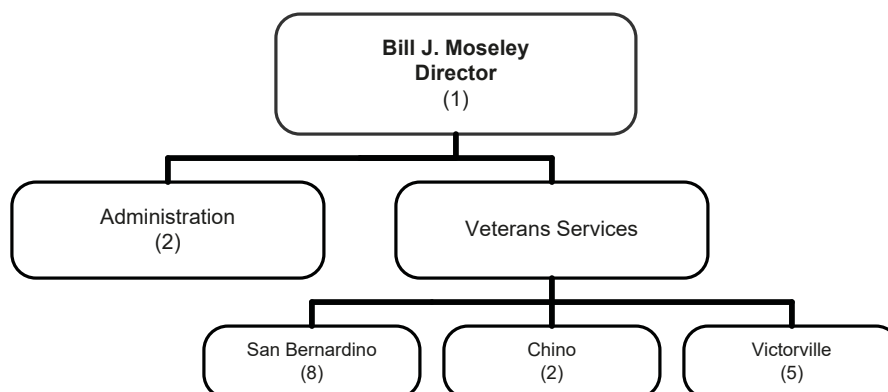 Bill J. Moseley
Director
(1)
Administration
(2)
Veterans Services
San Bernardino
(8)
Chino
(2)
Victorville
(5)